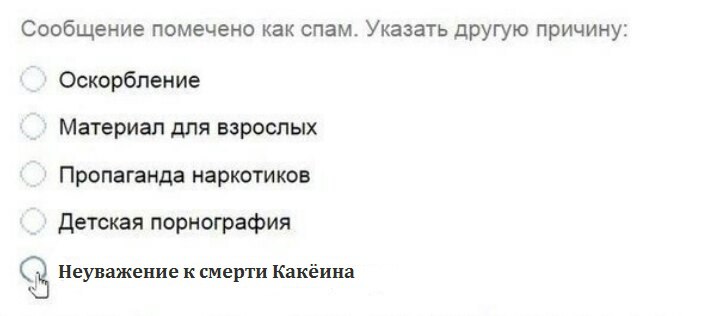 Сообщение помечено как спам. Указать другую причину:
Оскорбление
Материал для взрослых
Пропаганда наркотиков
Детская порнография
Неуважение к смерти Какёина